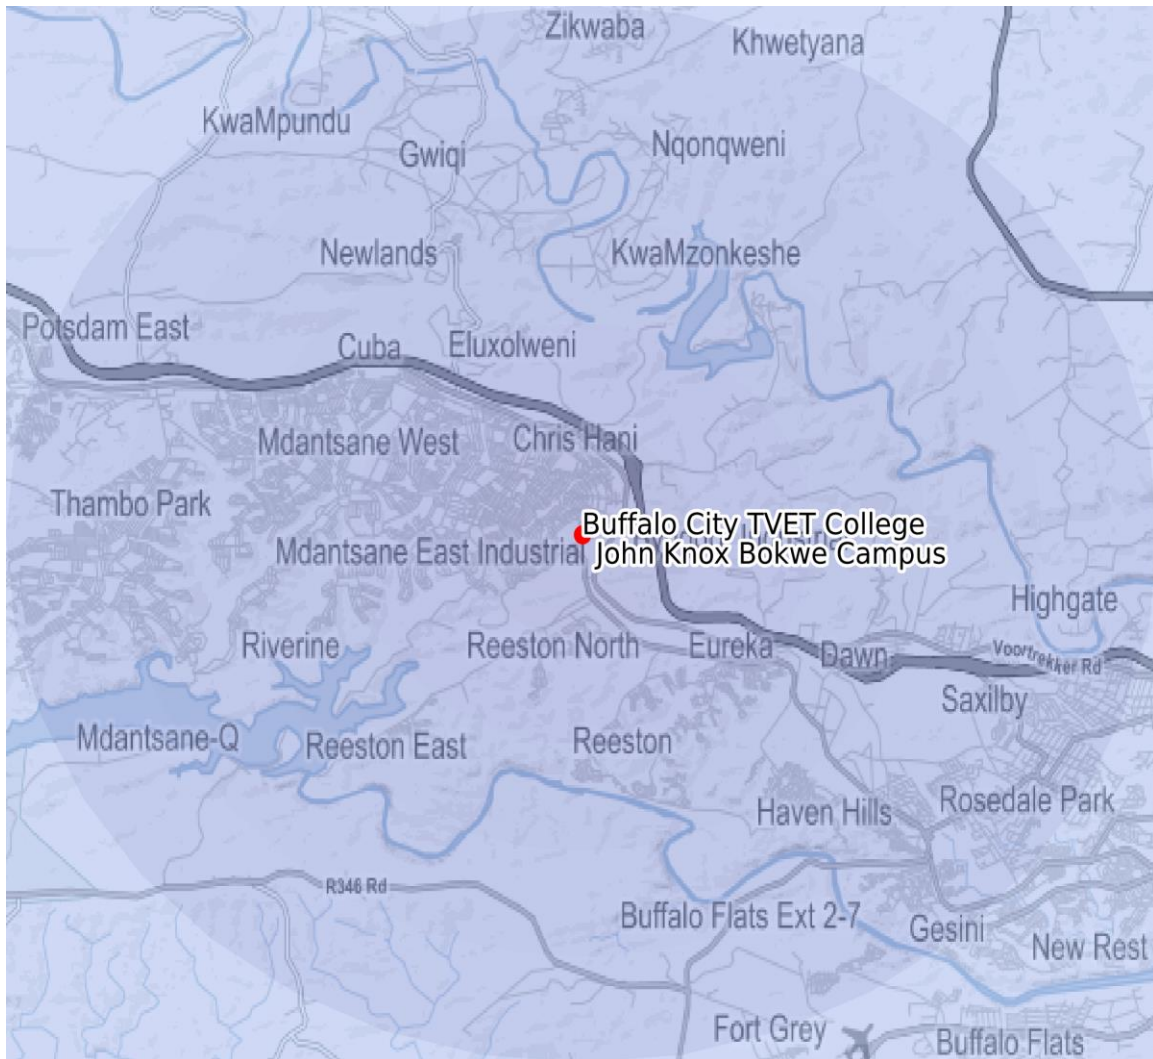 Zikwaba
Khwetyana
KwaMpundu
Gwiqi
Nqonqweni
Newlands
KwaMzonkeshe
Potsdam East
Cuba
Eluxolweni
Mdantsane West
Chris Hani
Thambo Park
Buffalo City TVET College
Mdantsane East Industrial
John Knox Bokwe Campus
Highgate
Riverine
Reeston North
Eureka
Dawn
Voortrekker Rd
Saxilby
Mdantsane-Q
Reeston East
Reeston
Haven Hills
Rosedale Park
R346 Rd
Buffalo Flats Ext 2-7
Gesini
New Rest
Fort Grey
Buffalo Flats